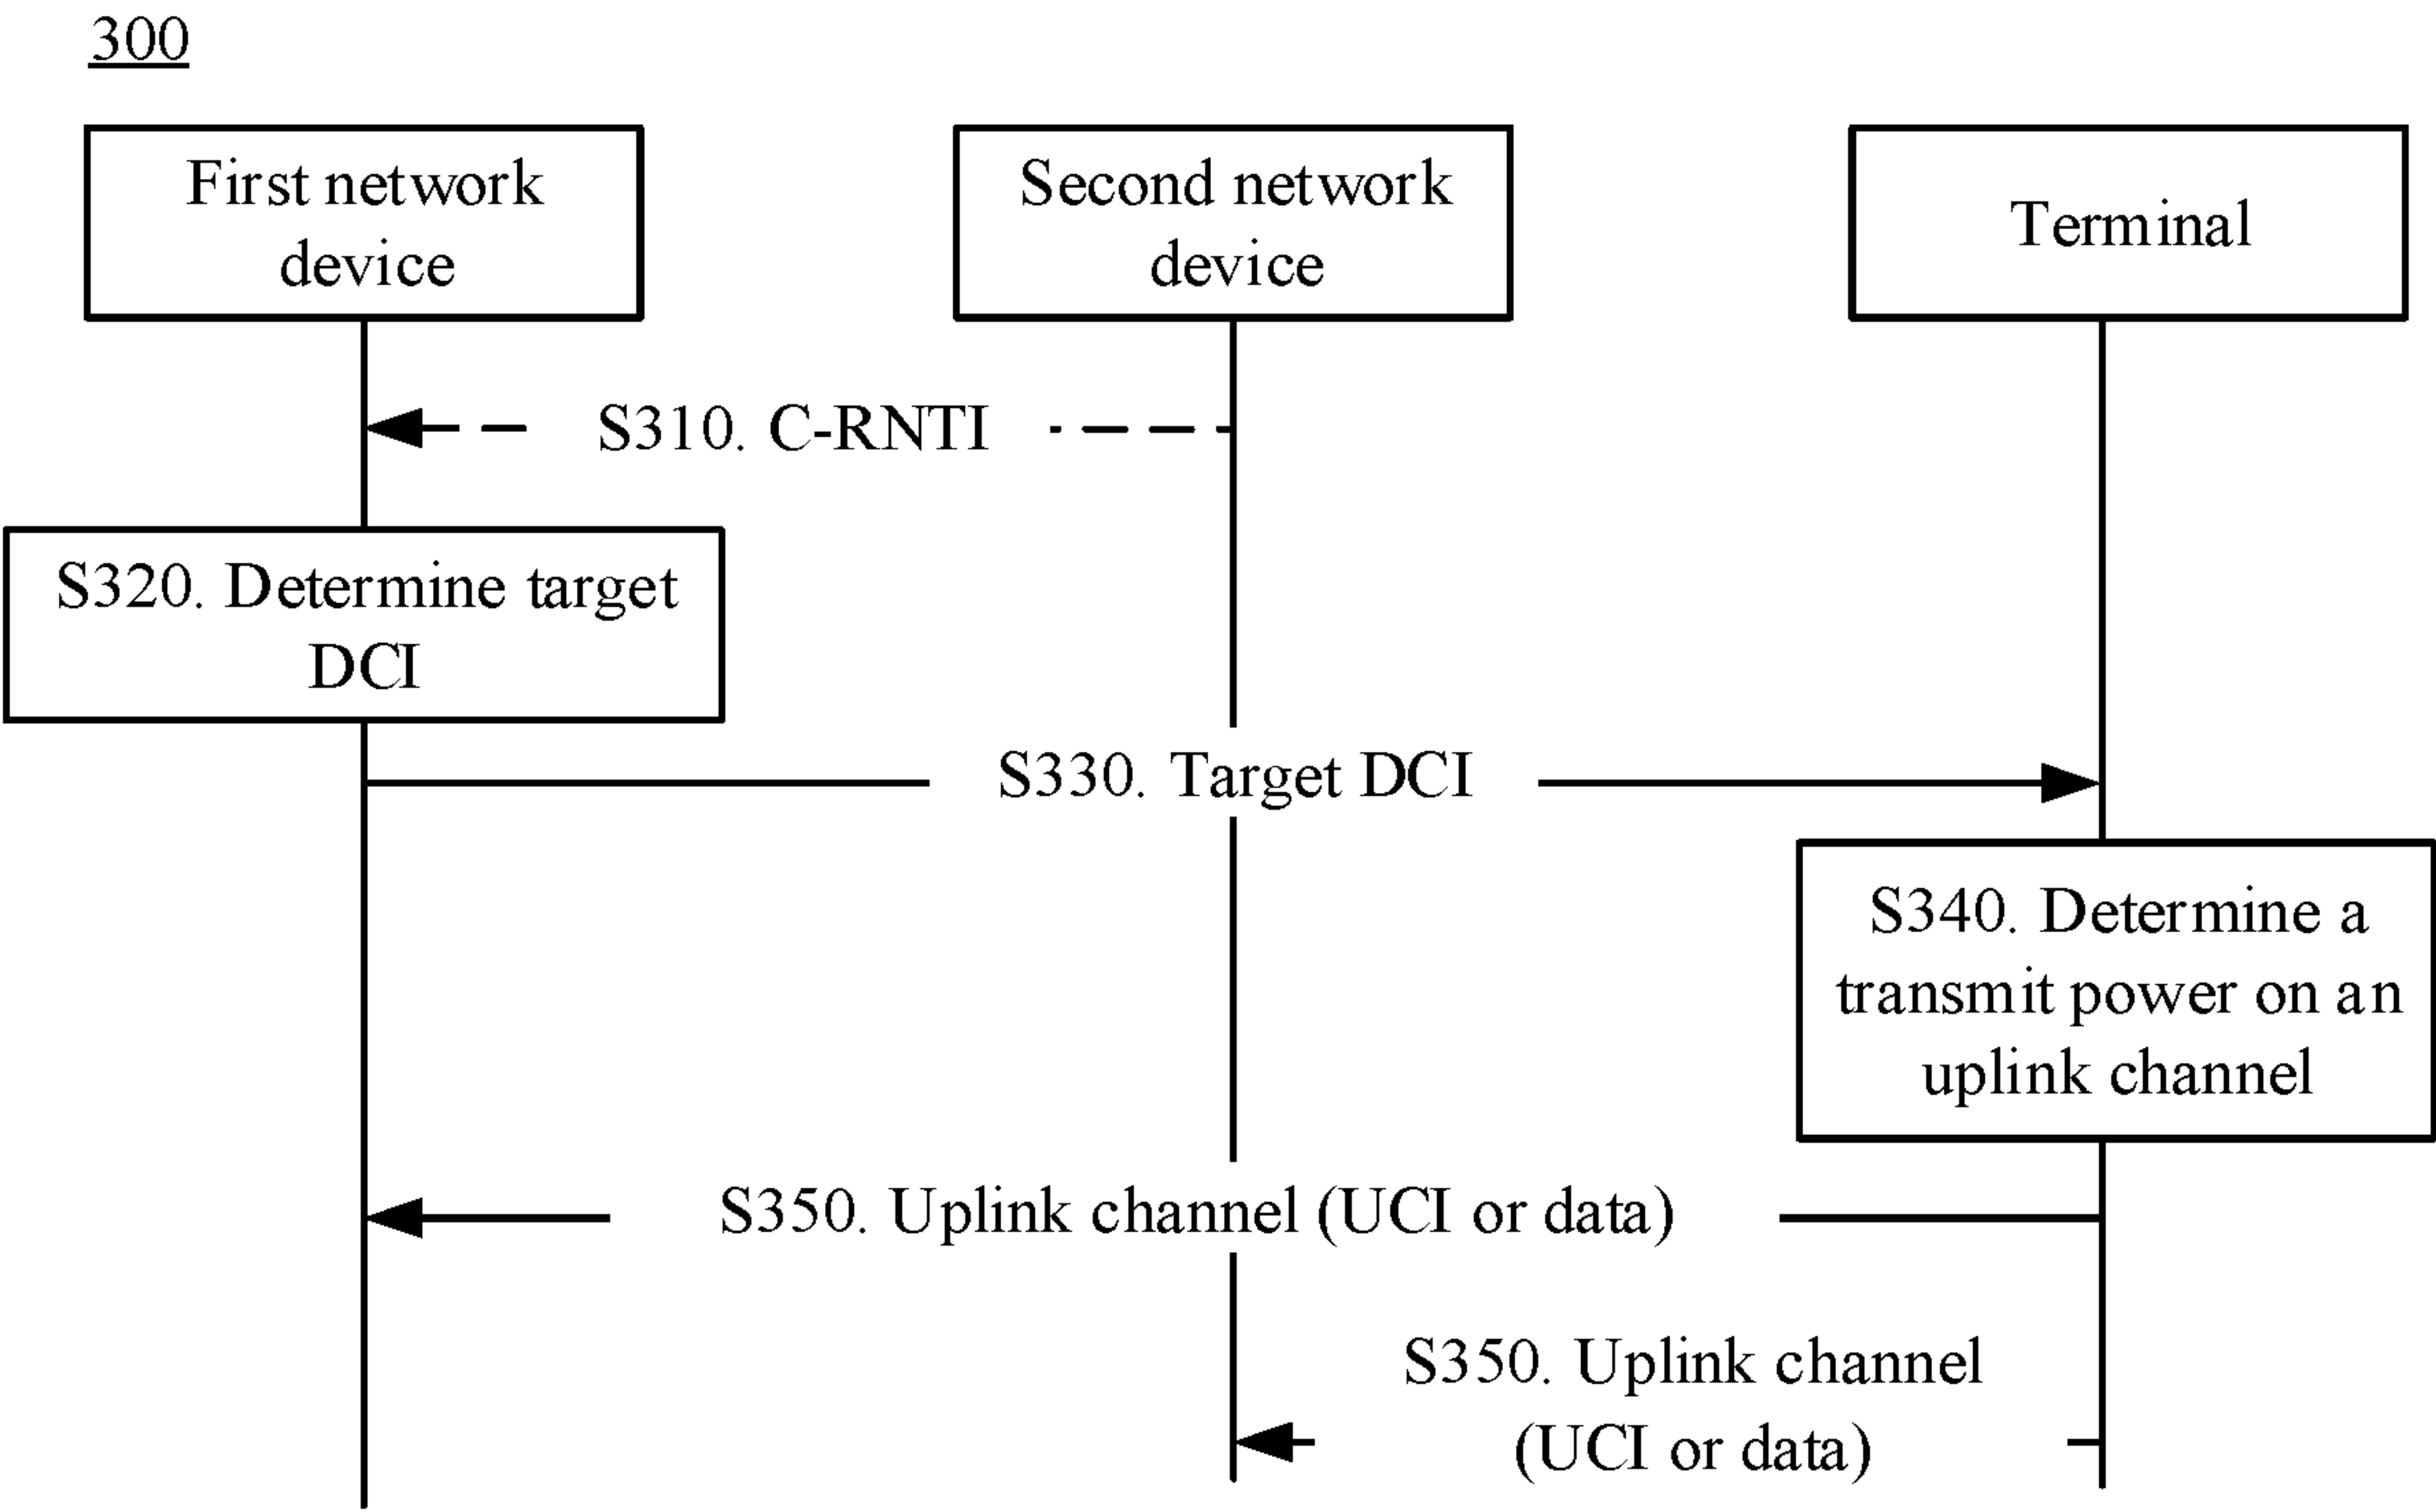 300
First network
device
Second network
device
Terminal
S310. C-RNTI
S320. Determine target
DCI
S330. Target DCI
S340. Determine a
transmit power on an
uplink channel
S350. Uplink channel (UCI or data)
S350. Uplink channel
(UCI or data)